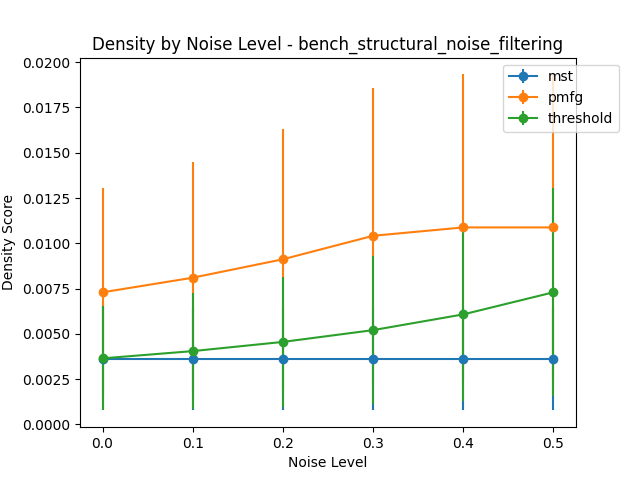 Density by Noise Level - bench_structural_noise_filtering
mst
pmfg
threshold
Density Score
0.0200
0.0175
0.0150
0.0125
0.0100
0.0075
0.0050
0.0025
0.0000
0.0 0.1 0.2 0.3 0.4 0.5
Noise Level